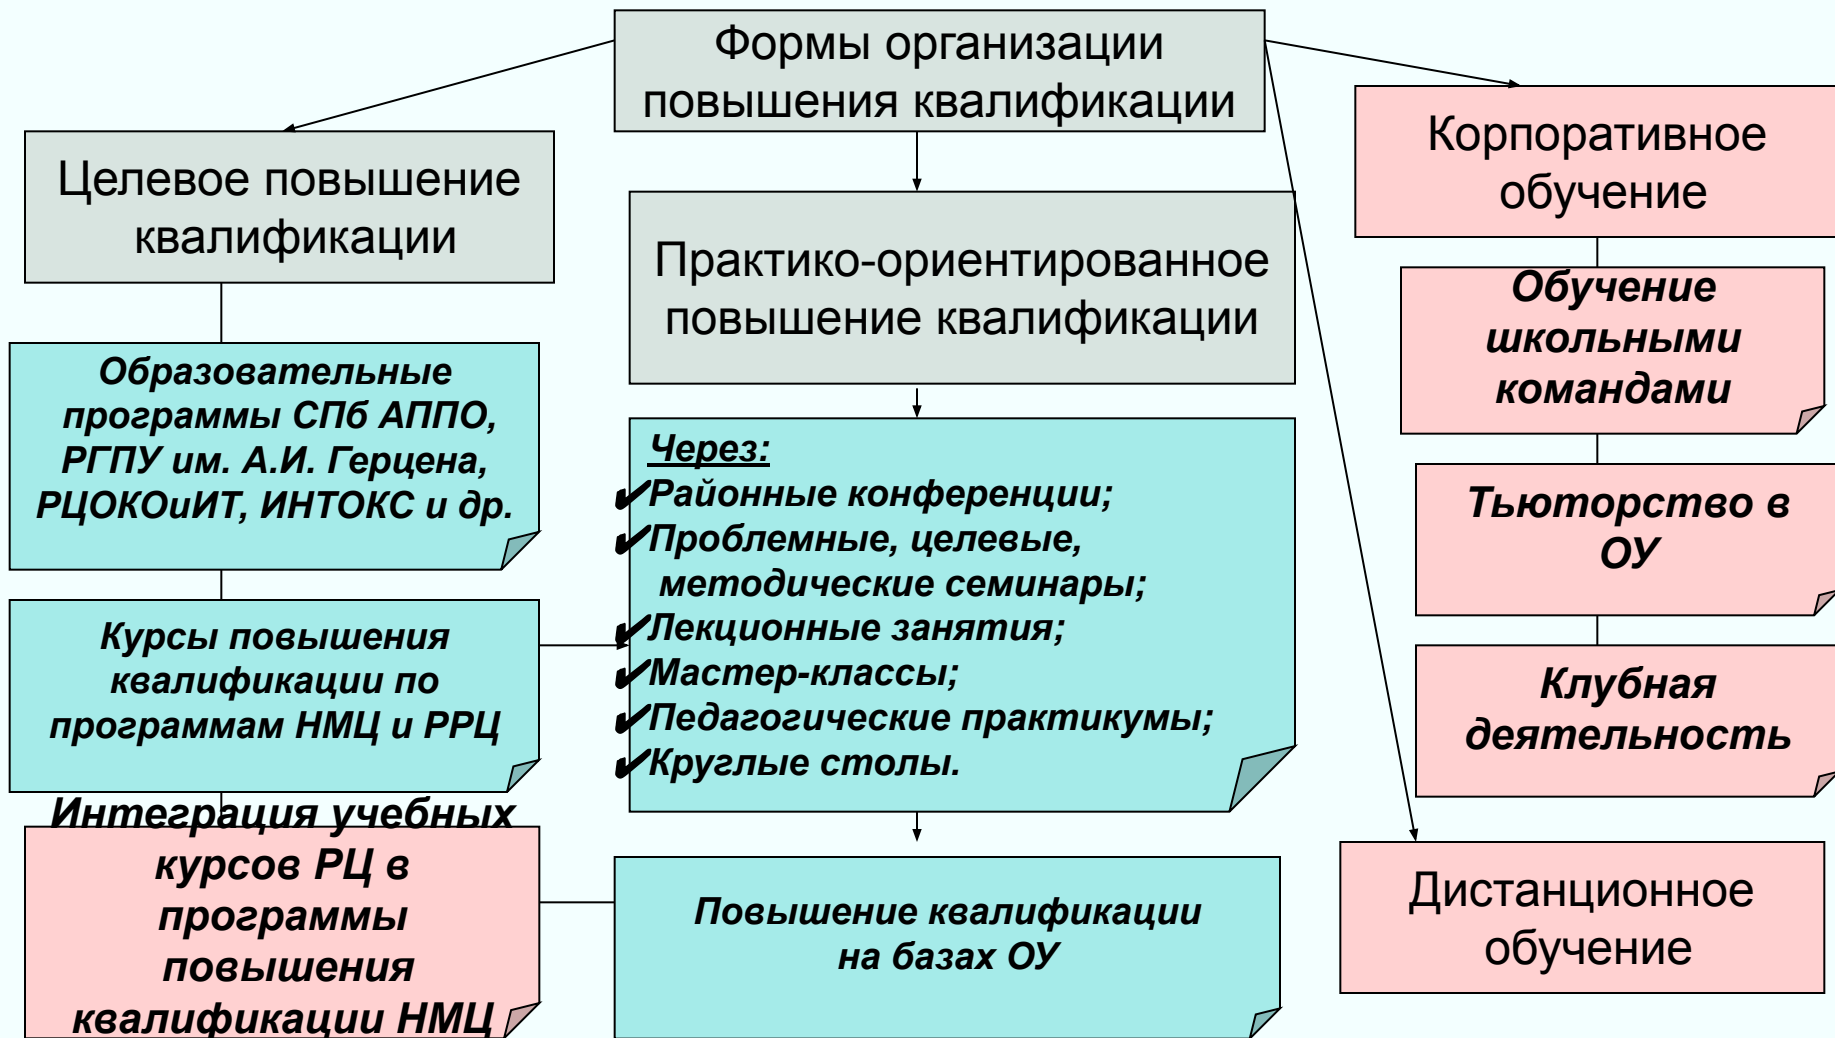 Формы организации
повышения квалификации
Целевое повышение
квалификации
Образовательные
программы СПб АППО,
РГПУ им. А.И. Герцена,
РЦОКОиИТ, ИНТОКС и др.
Курсы повышения
квалификации по
программам НМЦ и РРЦ
Интеграция учебных
курсов РЦ в
программы
повышения
квалификации НМЦ
Практико-ориентированное
повышение квалификации
Через:
✔Районные конференции;
✔Проблемные, целевые,
методические семинары;
✔Лекционные занятия;
✔Мастер-классы;
✔Педагогические практикумы;
✔Круглые столы.
Повышение квалификации
на базах ОУ
Корпоративное
обучение
Обучение
школьными
командами
Тьюторство в
ОУ
Клубная
деятельность
Дистанционное
обучение